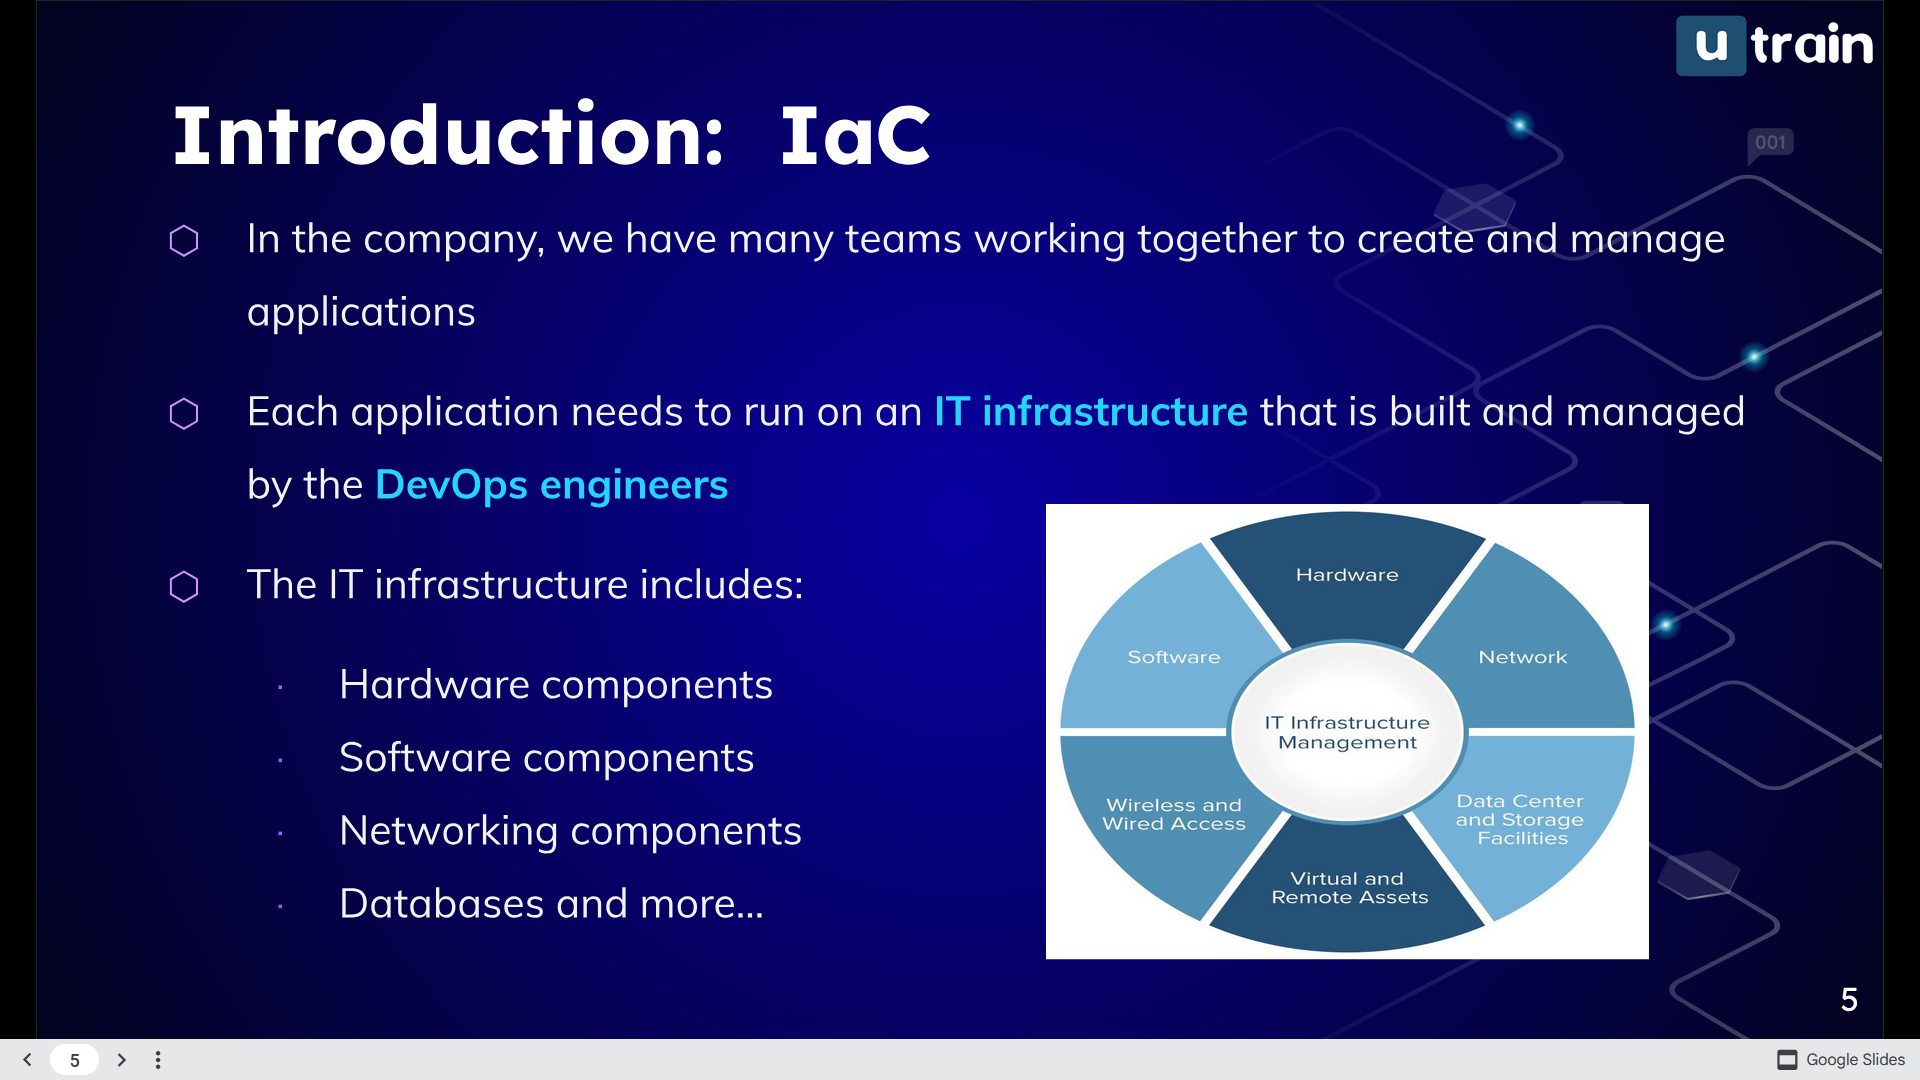 u train
Introduction: IaC
001
In the company, we have many teams working together to create and manage
applications
Each application needs to run on an IT infrastructure that is built and managed
by the DevOps engineers
The IT infrastructure includes:
· Hardware components
· Software components
· Networking components
· Databases and more...
Hardware
Software
Network
IT Infrastructure
Management
Wireless and
Wired Access
Data Center
and Storage
Facilities
Virtual and
Remote Assets
5
5
Google Slides